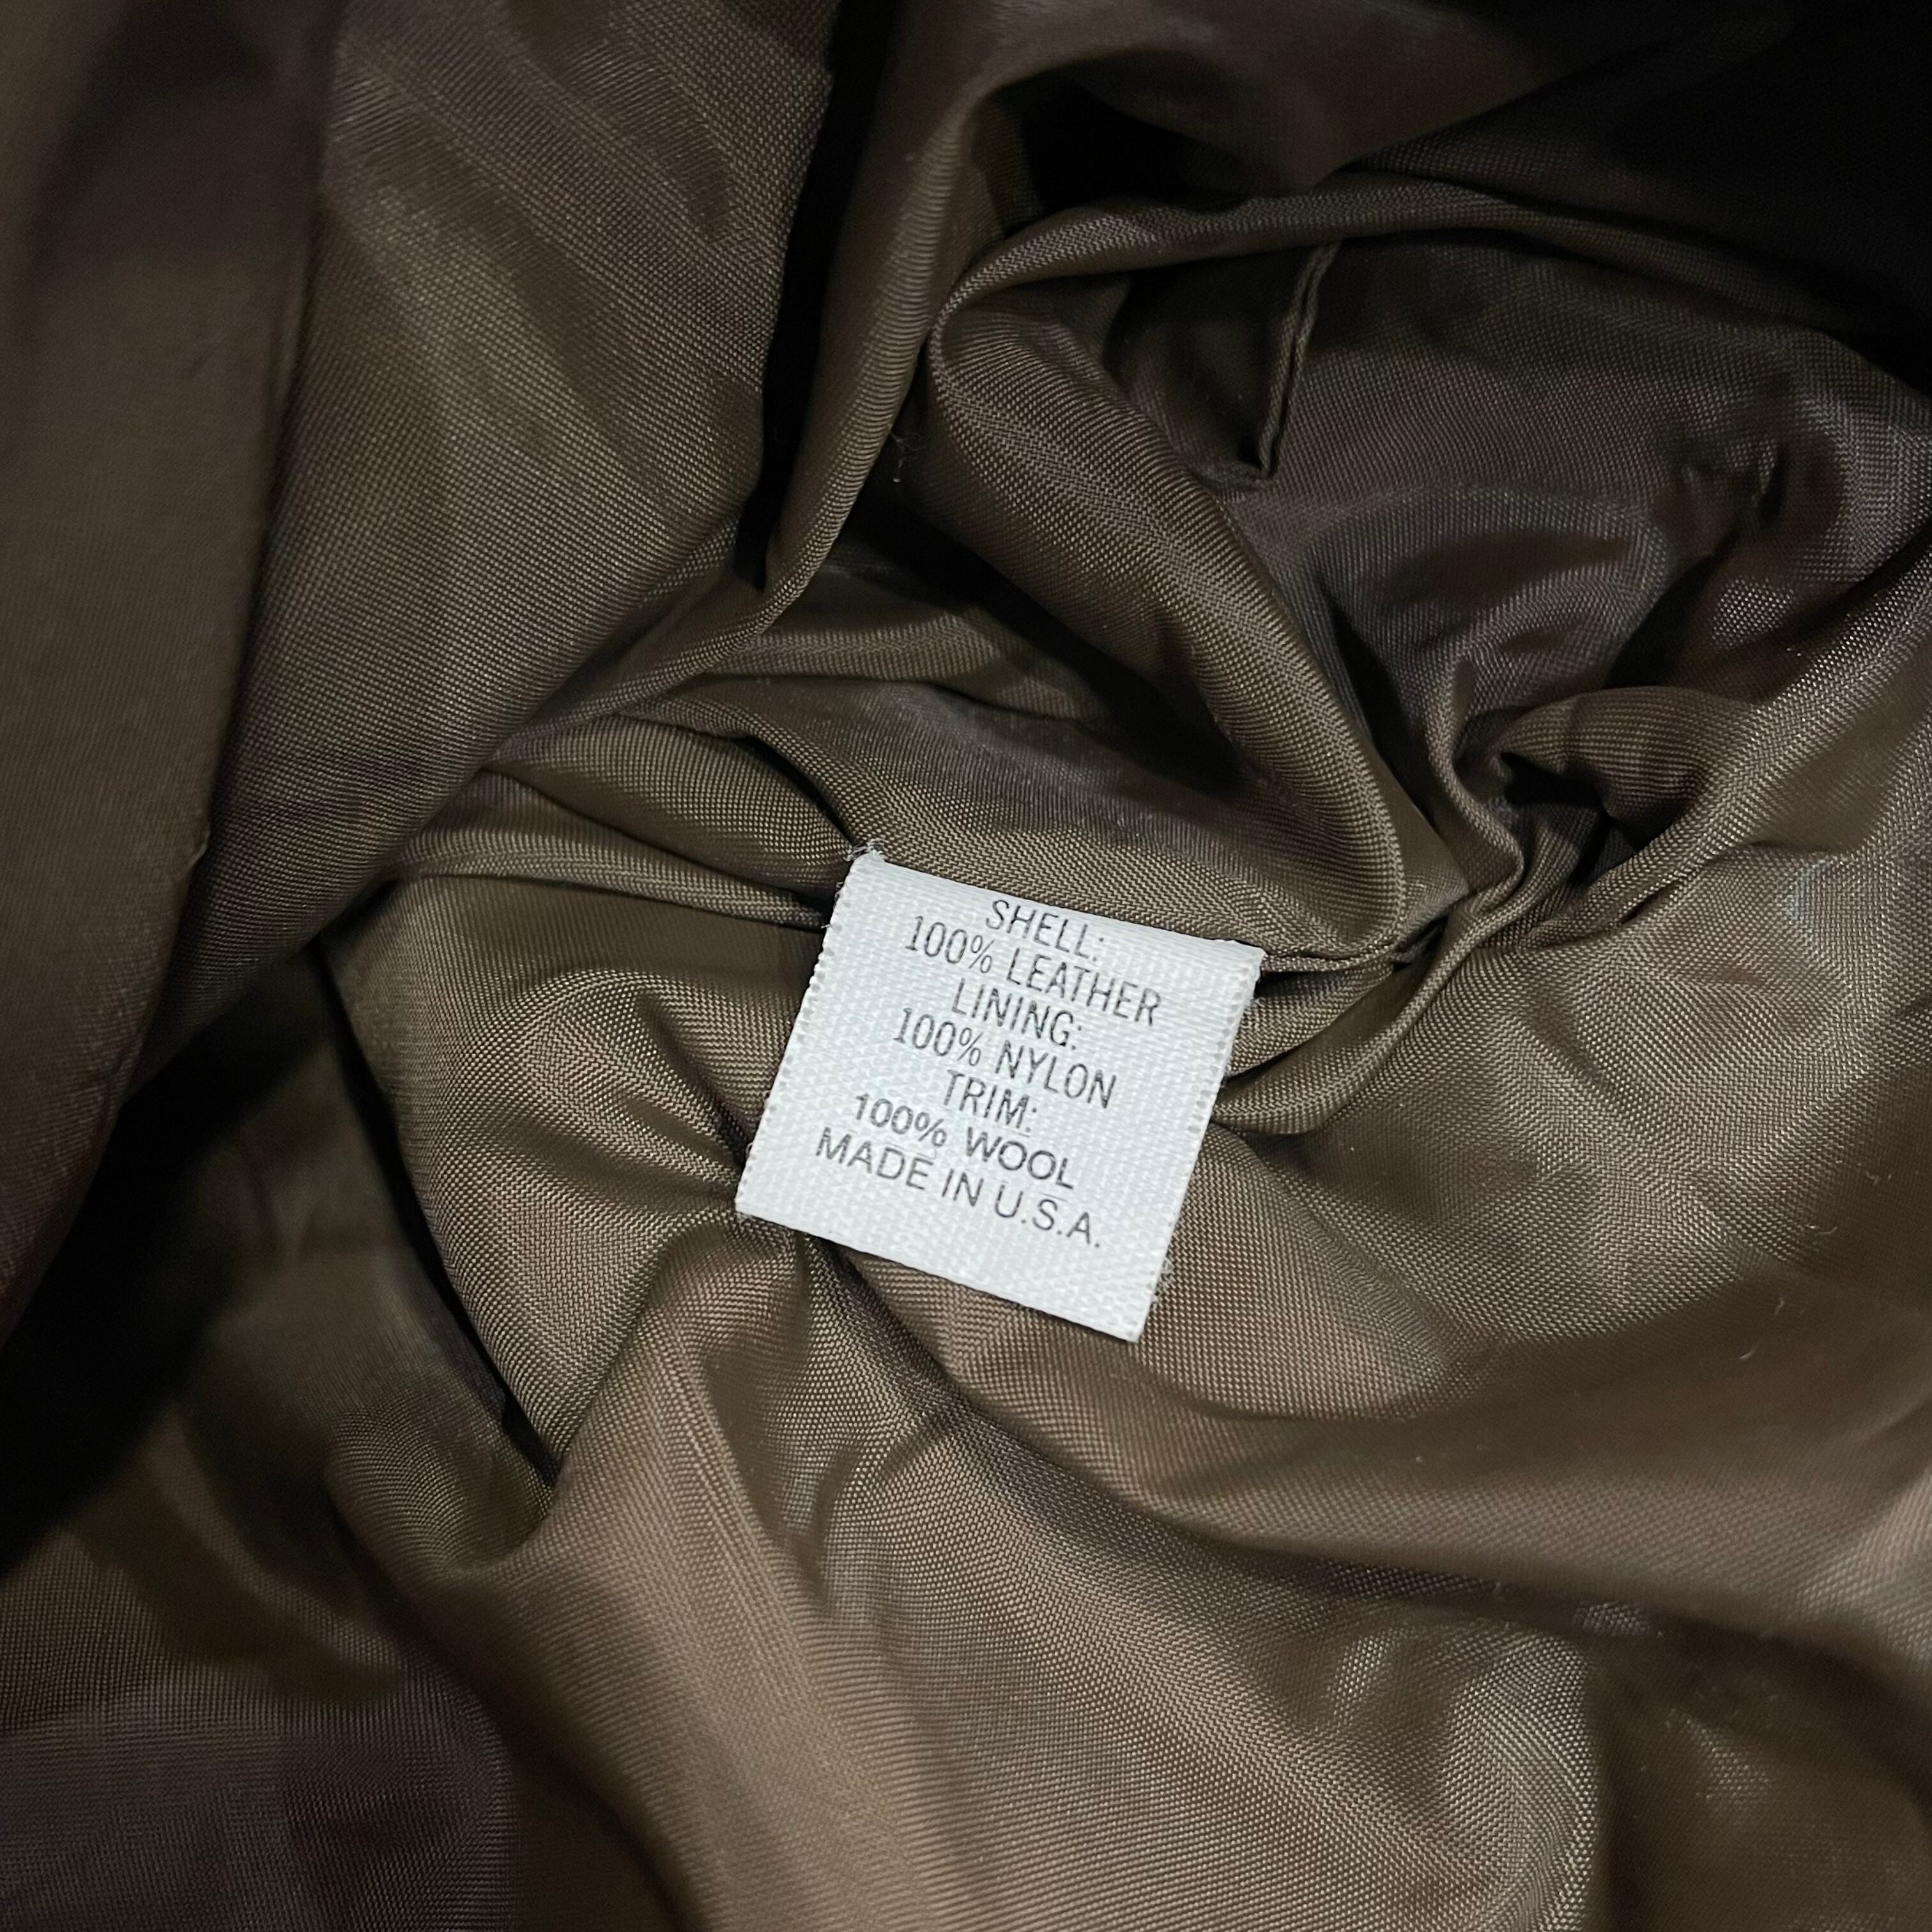 SHELL:
100% LEATHER
LINING:
100% NYLON
TRIM:
100% WOOL
MADE IN U.S.A.